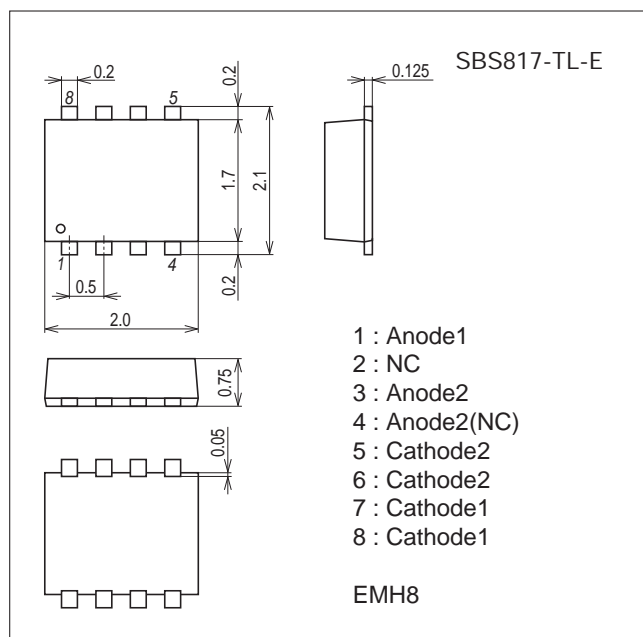 SBS817-TL-E
0.2
0.2
0.125
8
5
1.7
2.1
1
4
0.5
0.2
2.0
0.75
0.05
1 : Anode1
2 : NC
3 : Anode2
4 : Anode2(NC)
5 : Cathode2
6 : Cathode2
7 : Cathode1
8 : Cathode1
EMH8